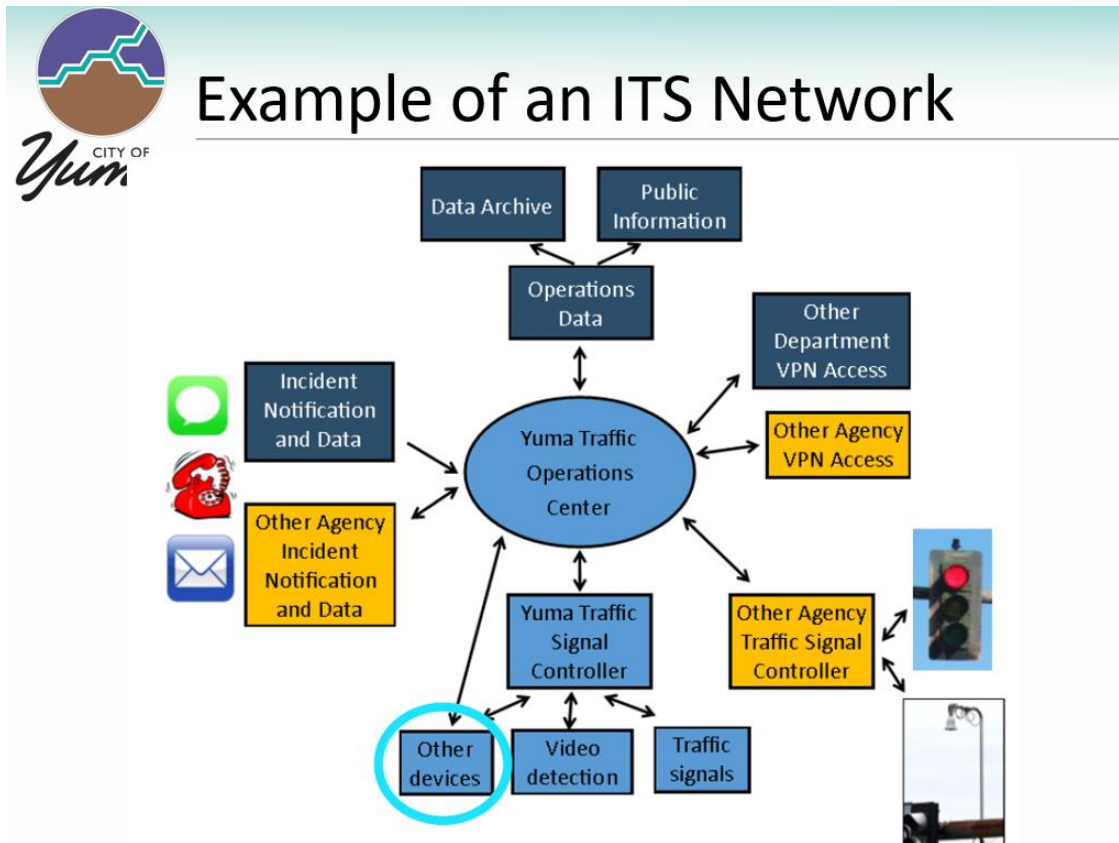 CITY OF
Yum
Example of an ITS Network
Data Archive
Public
Information
Operations
Data
Other
Department
VPN Access
Incident
Notification
and Data
Other Agency
VPN Access
Yuma Traffic
Operations
Center
Other Agency
Incident
Notification
and Data
Yuma Traffic
Signal
Controller
Other Agency
Traffic Signal
Controller
Other
devices
Video
detection
Traffic
signals